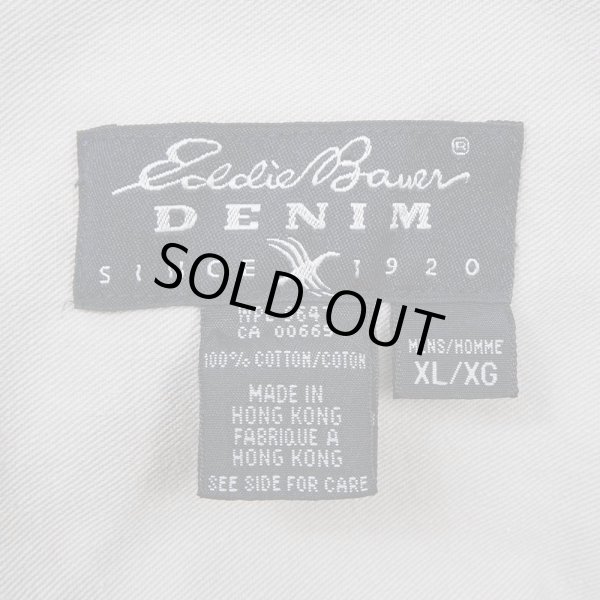 Eddie Bauer ®
DENIM
SINCE 1920
SOLD OUT
CA 00665
100% COTTON/COTON
MADE IN
HONG KONG
FABRIQUE A
HONG KONG
SEE SIDE FOR CARE
MENS/HOMME
XL/XG